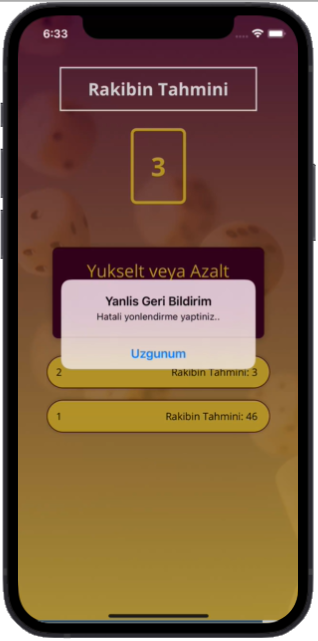 6:33
Rakibin Tahmini
3
Yukselt veya Azalt
Yanlis Geri Bildirim
Hatali yonlendirme yaptiniz..
Uzgunum
2 Rakibin Tahmini: 3
1 Rakibin Tahmini: 46